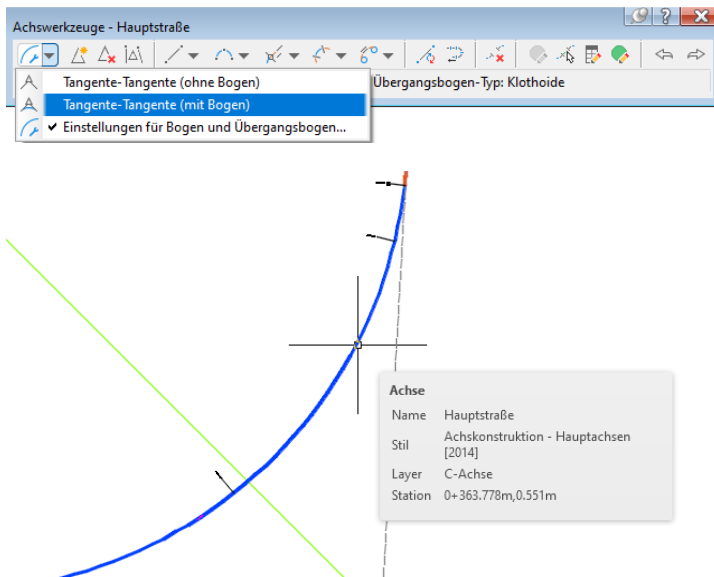 Achswerkzeuge - Hauptstraße
Tangente-Tangente (ohne Bogen)
Übergangsbogen-Typ: Klothoide
Tangente-Tangente (mit Bogen)
Einstellungen für Bogen und Übergangsbogen...
Achse
Name Hauptstraße
Stil Achskonstruktion - Hauptachsen
[2014]
Layer C-Achse
Station 0+363.778m,0.551m